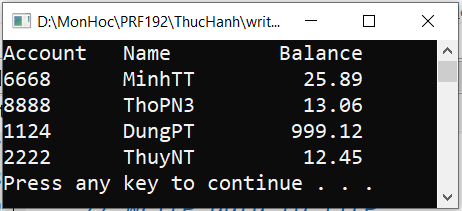 D:\MonHoc\PRF192\ThucHanh\writ...
Account Name Balance
6668 MinhTT 25.89
8888 ThoPN3 13.06
1124 DungPT 999.12
2222 ThuyNT 12.45
Press any key to continue . . .